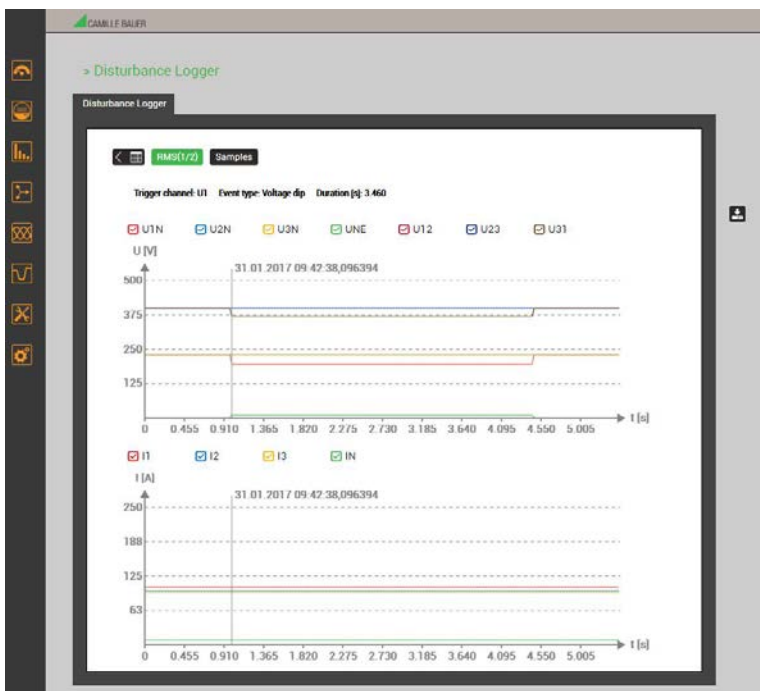 CAMILLE BAUER
» Disturbance Logger
Disturbance Logger
RMS(1/2) Samples
Trigger channel: U1 Event type: Voltage dip Duration [s]: 3.460
U1N U2N U3N UNE U12 U23 U31
U [V]
31.01.2017 09:42:38,096394
500
375
250
125
0 0.455 0.910 1.365 1.820 2.275 2.730 3.185 3.640 4.095 4.550 5.005 t [s]
I1 I2 I3 IN
I [A]
31.01.2017 09:42:38,096394
250
188
125
63
0 0.455 0.910 1.365 1.820 2.275 2.730 3.185 3.640 4.095 4.550 5.005 t [s]